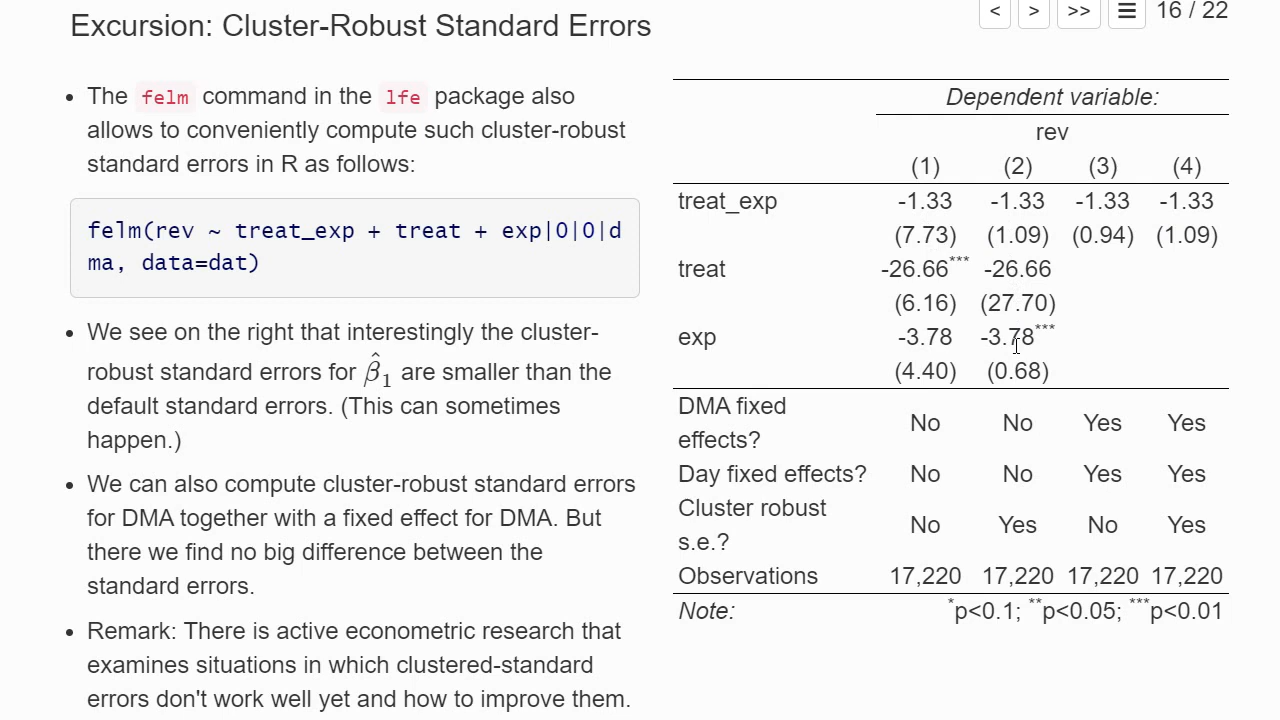 Excursion: Cluster-Robust Standard Errors
< > >> ☰ 16 / 22
• The felm command in the lfe package also
allows to conveniently compute such cluster-robust
standard errors in R as follows:
felm(rev ~ treat_exp + treat + exp|0|0|d
ma, data=dat)
• We see on the right that interestingly the cluster-
robust standard errors for β̂₁ are smaller than the
default standard errors. (This can sometimes
happen.)
• We can also compute cluster-robust standard errors
for DMA together with a fixed effect for DMA. But
there we find no big difference between the
standard errors.
• Remark: There is active econometric research that
examines situations in which clustered-standard
errors don't work well yet and how to improve them.
Dependent variable:
rev
(1) (2) (3) (4)
treat_exp -1.33 -1.33 -1.33 -1.33
(7.73) (1.09) (0.94) (1.09)
treat -26.66*** -26.66
(6.16) (27.70)
exp -3.78 -3.78***
(4.40) (0.68)
DMA fixed
effects? No No Yes Yes
Day fixed effects? No No Yes Yes
Cluster robust
s.e.? No Yes No Yes
Observations 17,220 17,220 17,220 17,220
Note: *p<0.1; **p<0.05; ***p<0.01